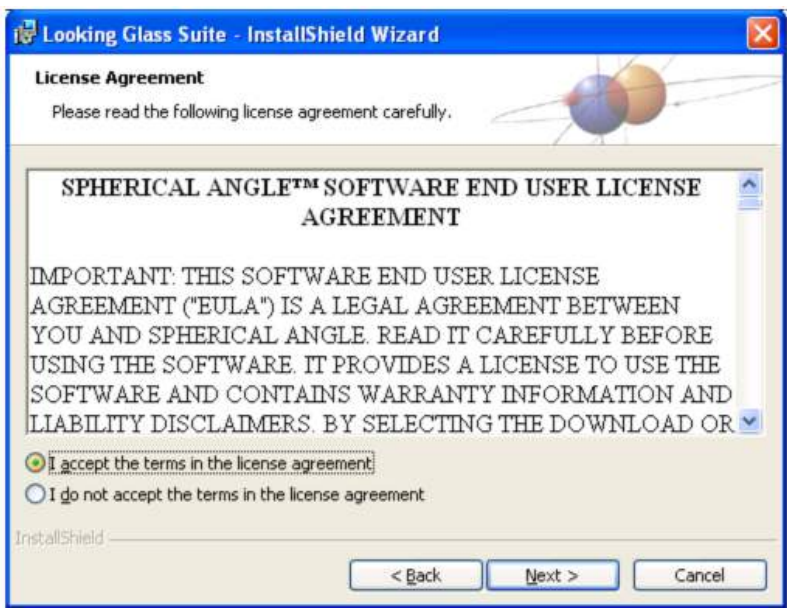 Looking Glass Suite - InstallShield Wizard
License Agreement
Please read the following license agreement carefully.
SPHERICAL ANGLE™ SOFTWARE END USER LICENSE
AGREEMENT
IMPORTANT: THIS SOFTWARE END USER LICENSE
AGREEMENT ("EULA") IS A LEGAL AGREEMENT BETWEEN
YOU AND SPHERICAL ANGLE. READ IT CAREFULLY BEFORE
USING THE SOFTWARE. IT PROVIDES A LICENSE TO USE THE
SOFTWARE AND CONTAINS WARRANTY INFORMATION AND
LIABILITY DISCLAIMERS. BY SELECTING THE DOWNLOAD OR
I accept the terms in the license agreement
I do not accept the terms in the license agreement
InstallShield
< Back Next > Cancel